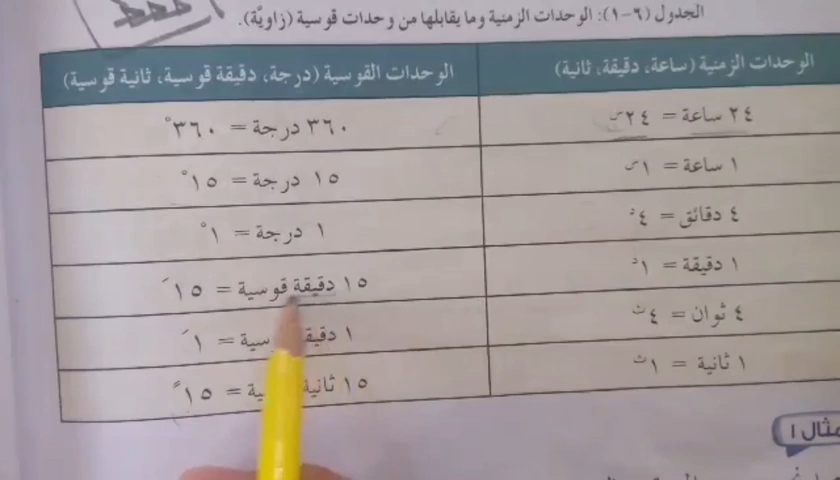 الجدول (٦-١): الوحدات الزمنية وما يقابلها من وحدات قوسية (زاويّة).
الوحدات الزمنية (ساعة، دقيقة، ثانية) الوحدات القوسية (درجة، دقيقة قوسية، ثانية قوسية)
٢٤ ساعة = ٢٤س ٣٦٠ درجة = ٣٦٠°
١ ساعة = ١س ١٥ درجة = ١٥°
٤ دقائق = ٤د ١ درجة = ١°
١ دقيقة = ١د ١٥ دقيقة قوسية = ١٥َ
٤ ثوان = ٤ث ١ دقيقة = ١َ
١ ثانية = ١ث ١٥ ثانية = ١٥ً
مثال ١